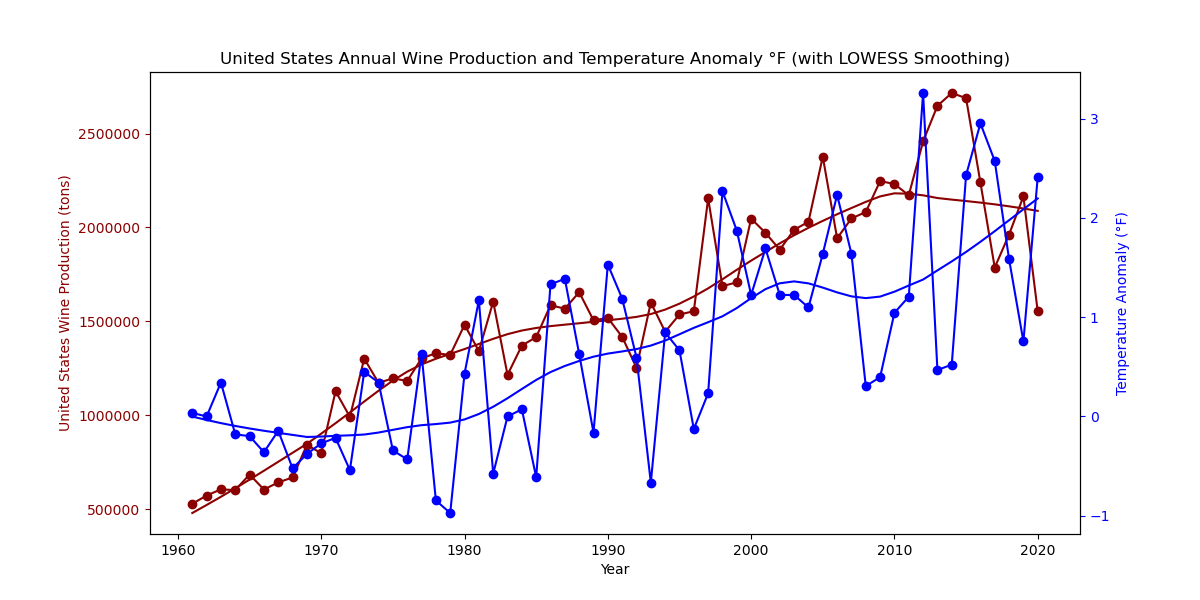 United States Annual Wine Production and Temperature Anomaly °F (with LOWESS Smoothing)
United States Wine Production (tons)
2500000
2000000
1500000
1000000
500000
3
2
1
0
−1
Temperature Anomaly (°F)
1960 1970 1980 1990 2000 2010 2020
Year